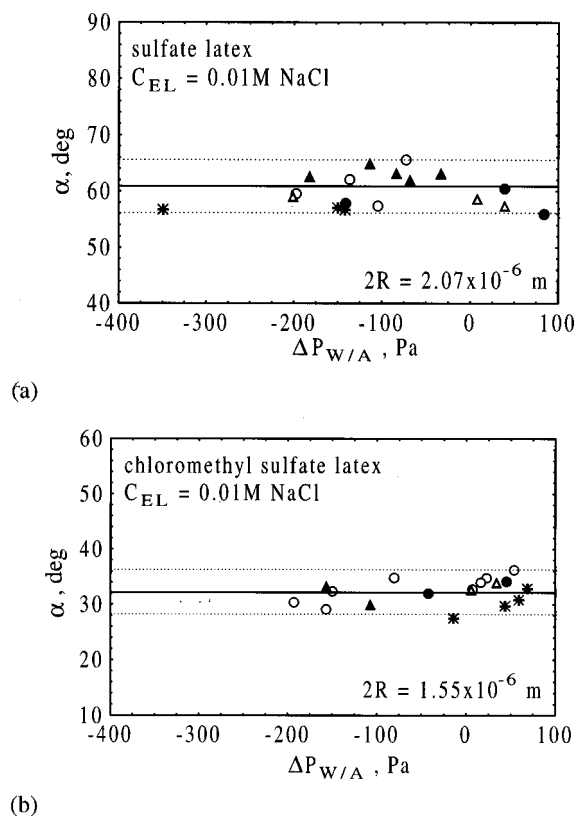 90
sulfate latex
C_EL = 0.01M NaCl
80
70
α, deg
60
50
2R = 2.07x10^-6 m
40
-400 -300 -200 -100 0 100
ΔP_W/A , Pa
(a)
60
chloromethyl sulfate latex
C_EL = 0.01M NaCl
50
40
α, deg
30
20
2R = 1.55x10^-6 m
10
-400 -300 -200 -100 0 100
ΔP_W/A , Pa
(b)